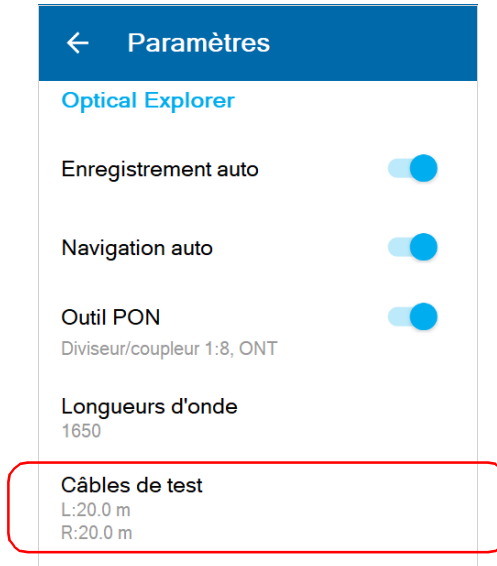 Paramètres
Optical Explorer
Enregistrement auto
Navigation auto
Outil PON
Diviseur/coupleur 1:8, ONT
Longueurs d'onde
1650
Câbles de test
L:20.0 m
R:20.0 m